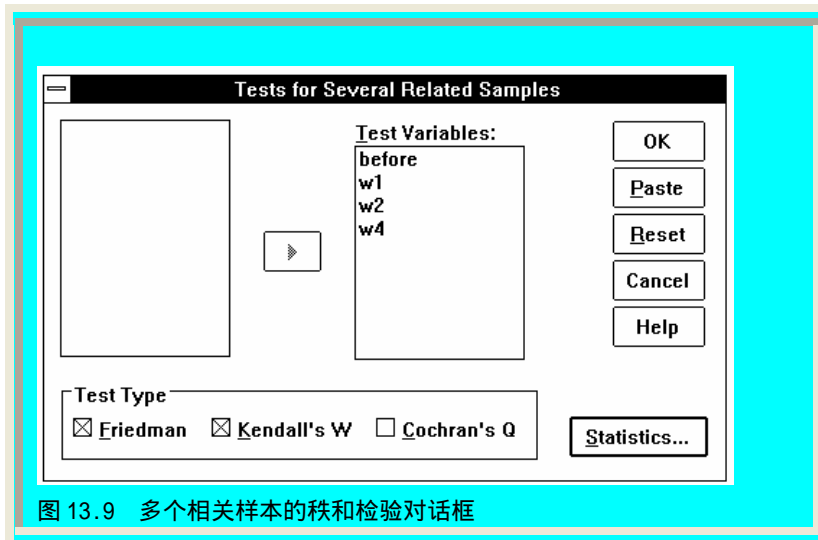 Tests for Several Related Samples
Test Variables:
before
w1
w2
w4
OK
Paste
Reset
Cancel
Help
Test Type
Friedman
Kendall's W
Cochran's Q
Statistics...
图 13.9 多个相关样本的秩和检验对话框